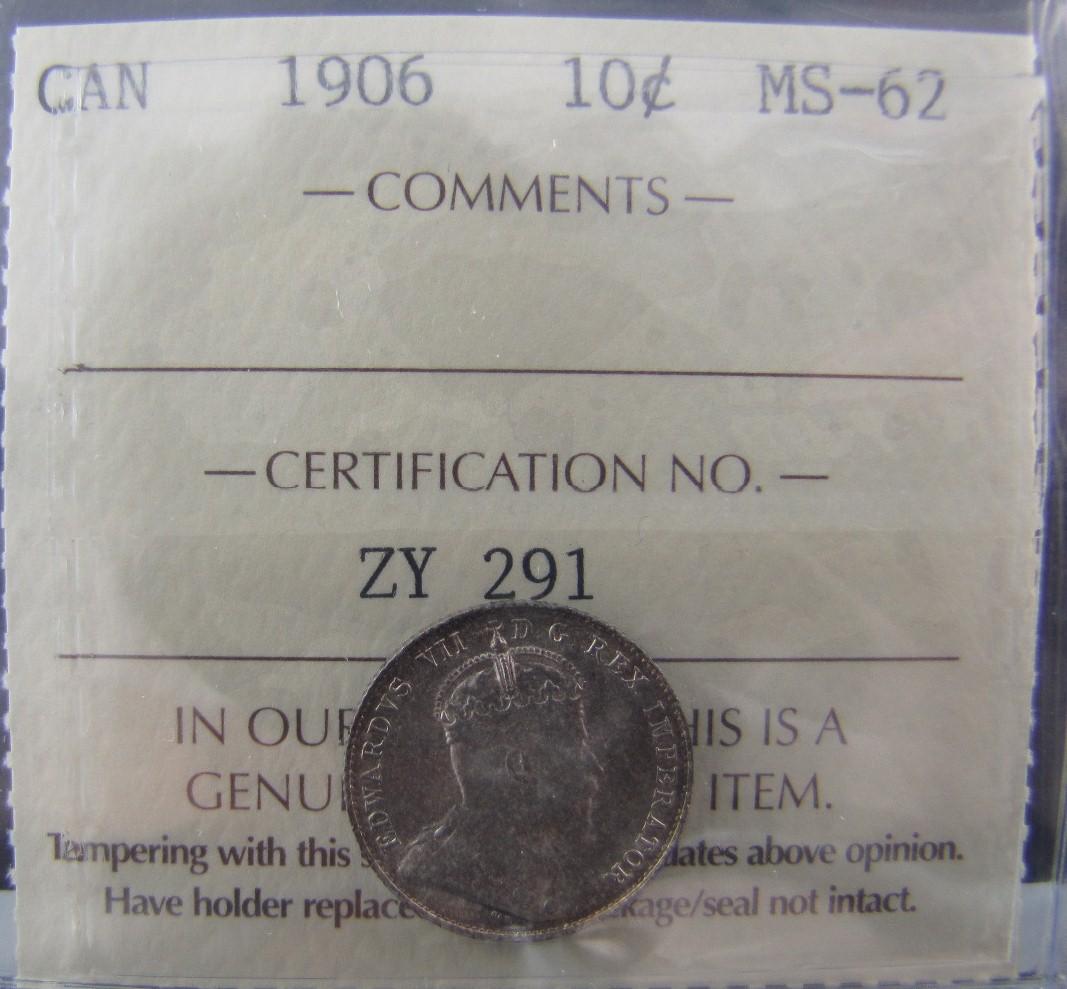 CAN 1906 10¢ MS-62
— COMMENTS —
— CERTIFICATION NO. —
ZY 291
EDWARDVS VII D G REX IMPERATOR
IN OUR HIS IS A
GENU ITEM.
Tampering with this dates above opinion.
Have holder replace kage/seal not intact.